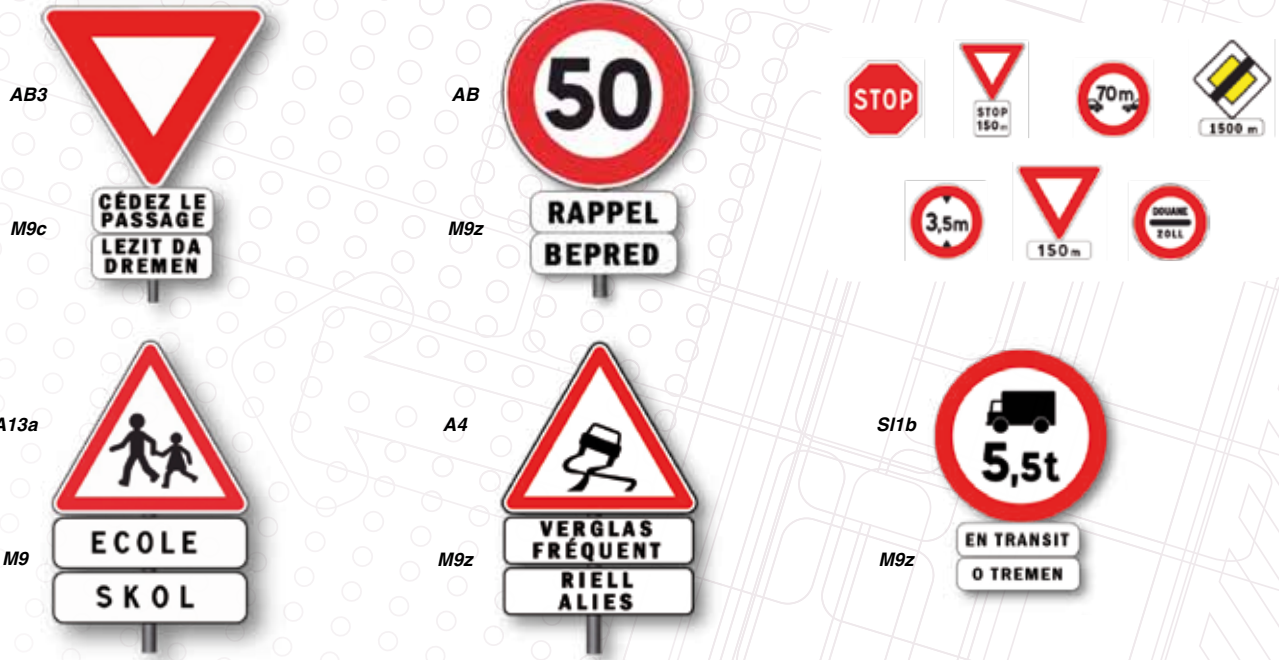 AB3
CÉDEZ LE
PASSAGE
M9c
LEZIT DA
DREMEN
AB
50
M9z
RAPPEL
BEPRED
STOP
STOP
150m
70m
1500 m
3,5m
150m
DOUANE
ZOLL
A13a
M9
ECOLE
SKOL
A4
M9z
VERGLAS
FRÉQUENT
RIELL
ALIES
SI1b
5,5t
M9z
EN TRANSIT
O TREMEN